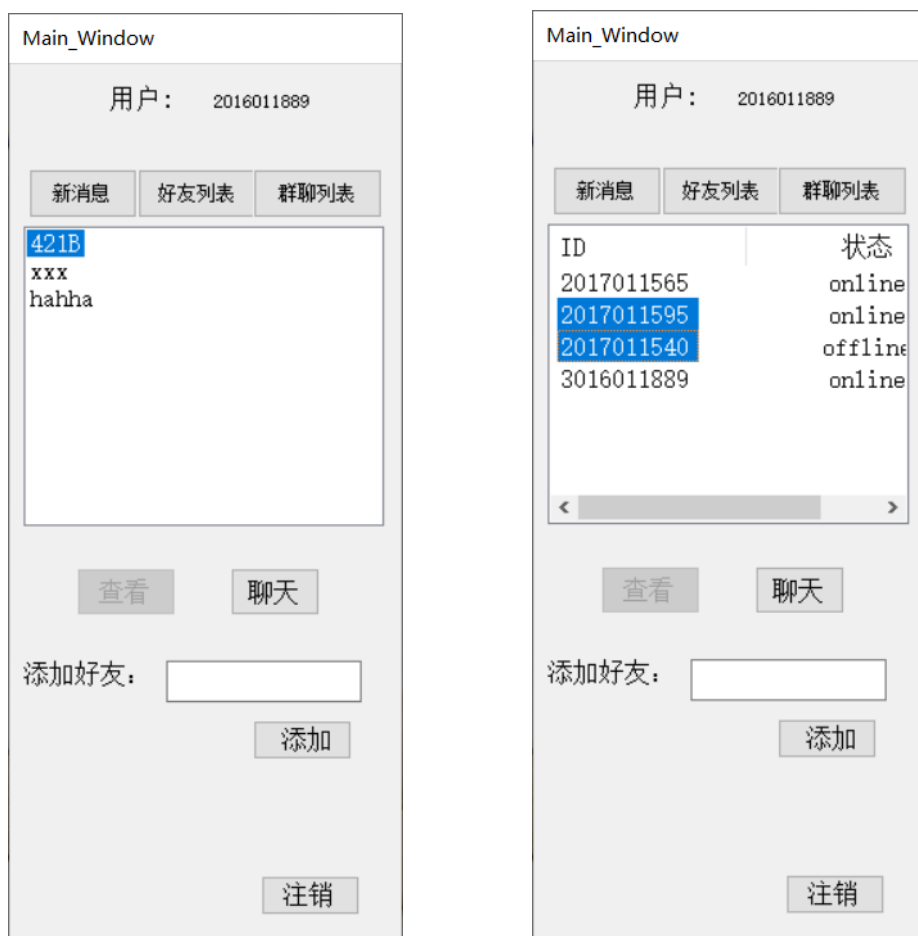 Main_Window
用户： 2016011889
新消息 好友列表 群聊列表
421B
xxx
hahha
查看 聊天
添加好友：
添加
注销
Main_Window
用户： 2016011889
新消息 好友列表 群聊列表
ID 状态
2017011565 online
2017011595 online
2017011540 offline
3016011889 online
查看 聊天
添加好友：
添加
注销